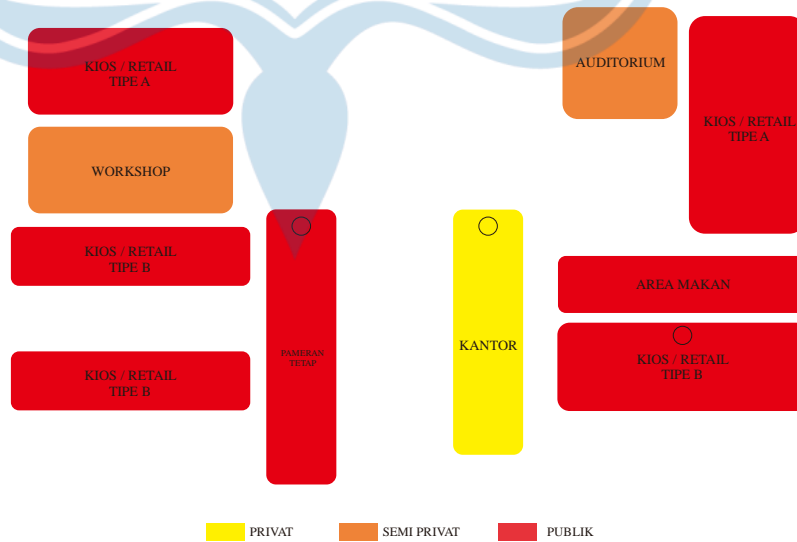 KIOS / RETAIL
TIPE A
AUDITORIUM
KIOS / RETAIL
TIPE A
WORKSHOP
KIOS / RETAIL
TIPE B
AREA MAKAN
PAMERAN
TETAP
KANTOR
KIOS / RETAIL
TIPE B
KIOS / RETAIL
TIPE B
PRIVAT
SEMI PRIVAT
PUBLIK